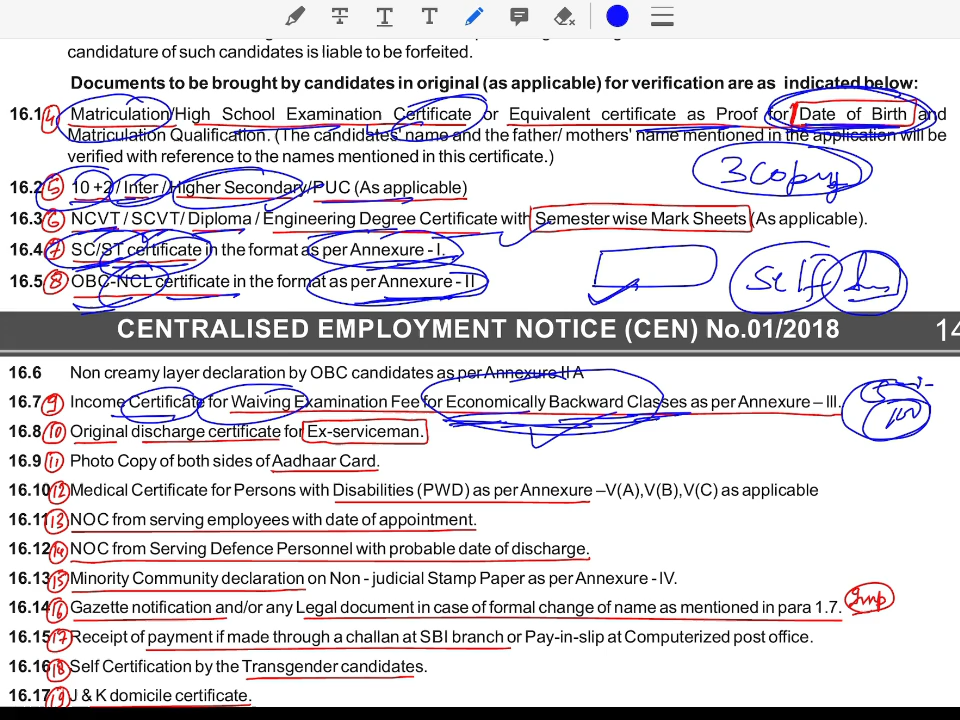 candidature of such candidates is liable to be forfeited.
Documents to be brought by candidates in original (as applicable) for verification are as indicated below:
16.1 4 Matriculation/High School Examination Certificate or Equivalent certificate as Proof for Date of Birth and
Matriculation Qualification. (The candidates' name and the father/ mothers' name mentioned in the application will be
verified with reference to the names mentioned in this certificate.)
3 Copy
16.2 5 10 +2 / Inter / Higher Secondary/PUC (As applicable)
16.3 6 NCVT / SCVT/ Diploma / Engineering Degree Certificate with Semester wise Mark Sheets (As applicable).
16.4 7 SC/ST certificate in the format as per Annexure - I.
16.5 8 OBC-NCL certificate in the format as per Annexure - II
Self
CENTRALISED EMPLOYMENT NOTICE (CEN) No.01/2018 14
16.6 Non creamy layer declaration by OBC candidates as per Annexure II A
16.7 9 Income Certificate for Waiving Examination Fee for Economically Backward Classes as per Annexure – III.
16.8 10 Original discharge certificate for Ex-serviceman.
16.9 11 Photo Copy of both sides of Aadhaar Card.
16.10 12 Medical Certificate for Persons with Disabilities (PWD) as per Annexure –V(A),V(B),V(C) as applicable
16.11 13 NOC from serving employees with date of appointment.
16.12 14 NOC from Serving Defence Personnel with probable date of discharge.
16.13 15 Minority Community declaration on Non - judicial Stamp Paper as per Annexure - IV.
16.14 16 Gazette notification and/or any Legal document in case of formal change of name as mentioned in para 1.7. Imp
16.15 17 Receipt of payment if made through a challan at SBI branch or Pay-in-slip at Computerized post office.
16.16 18 Self Certification by the Transgender candidates.
16.17 19 J & K domicile certificate.